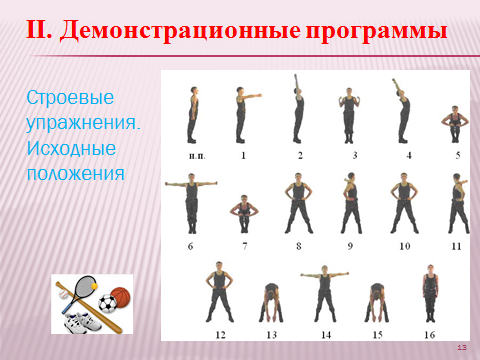 II. Демонстрационные программы
Строевые
упражнения.
Исходные
положения
и.п. 1 2 3 4 5
6 7 8 9 10 11
12 13 14 15 16
13